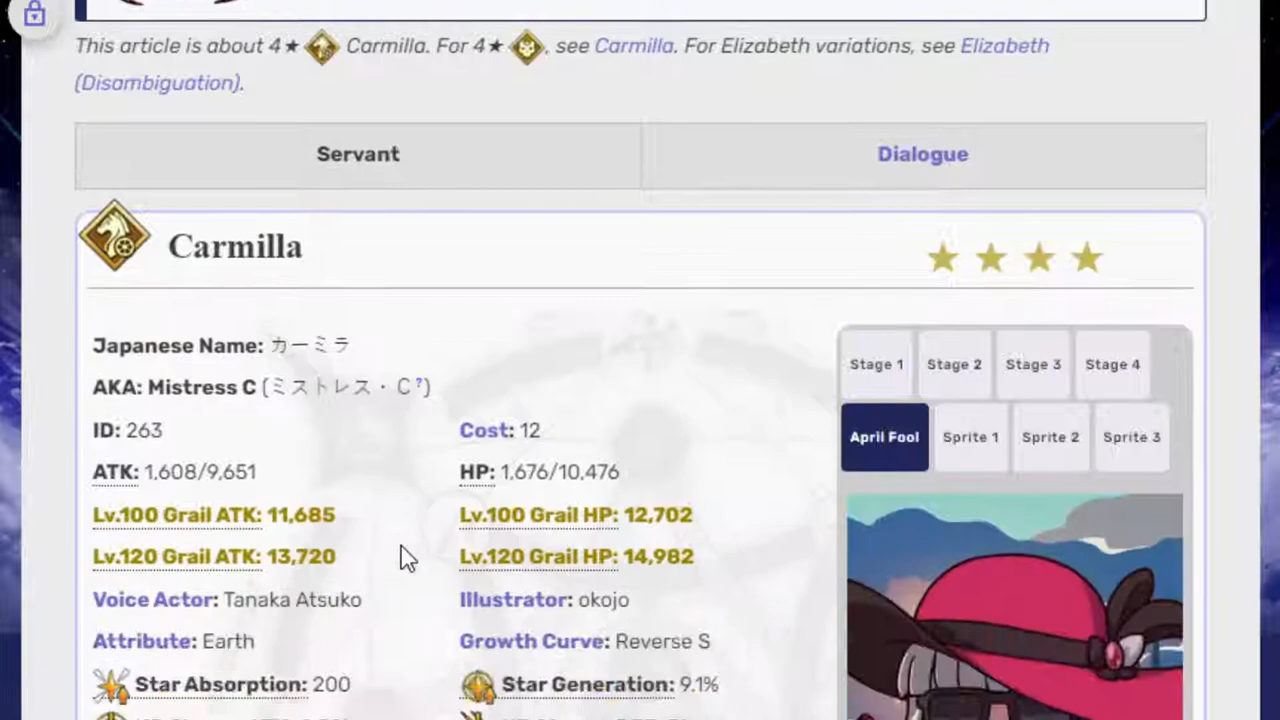 This article is about 4★ Carmilla. For 4★, see Carmilla. For Elizabeth variations, see Elizabeth
(Disambiguation).
Servant
Dialogue
Carmilla
Japanese Name: カーミラ
AKA: Mistress C (ミストレス・C?)
ID: 263
Cost: 12
ATK: 1,608/9,651
HP: 1,676/10,476
Lv.100 Grail ATK: 11,685
Lv.100 Grail HP: 12,702
Lv.120 Grail ATK: 13,720
Lv.120 Grail HP: 14,982
Voice Actor: Tanaka Atsuko
Illustrator: okojo
Attribute: Earth
Growth Curve: Reverse S
Star Absorption: 200
Star Generation: 9.1%
Stage 1
Stage 2
Stage 3
Stage 4
April Fool
Sprite 1
Sprite 2
Sprite 3